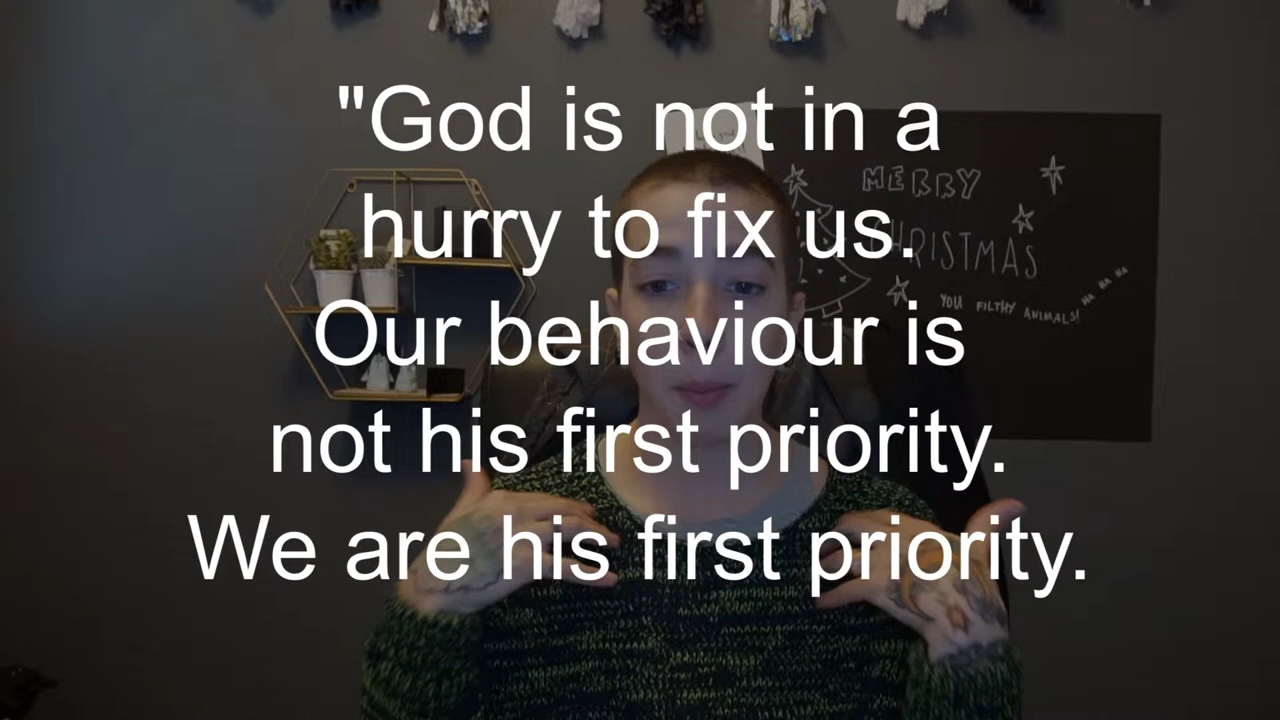 "God is not in a
hurry to fix us.
Our behaviour is
not his first priority.
We are his first priority.
MERRY
CHRISTMAS
YOU FILTHY ANIMALS!
HA HA HA